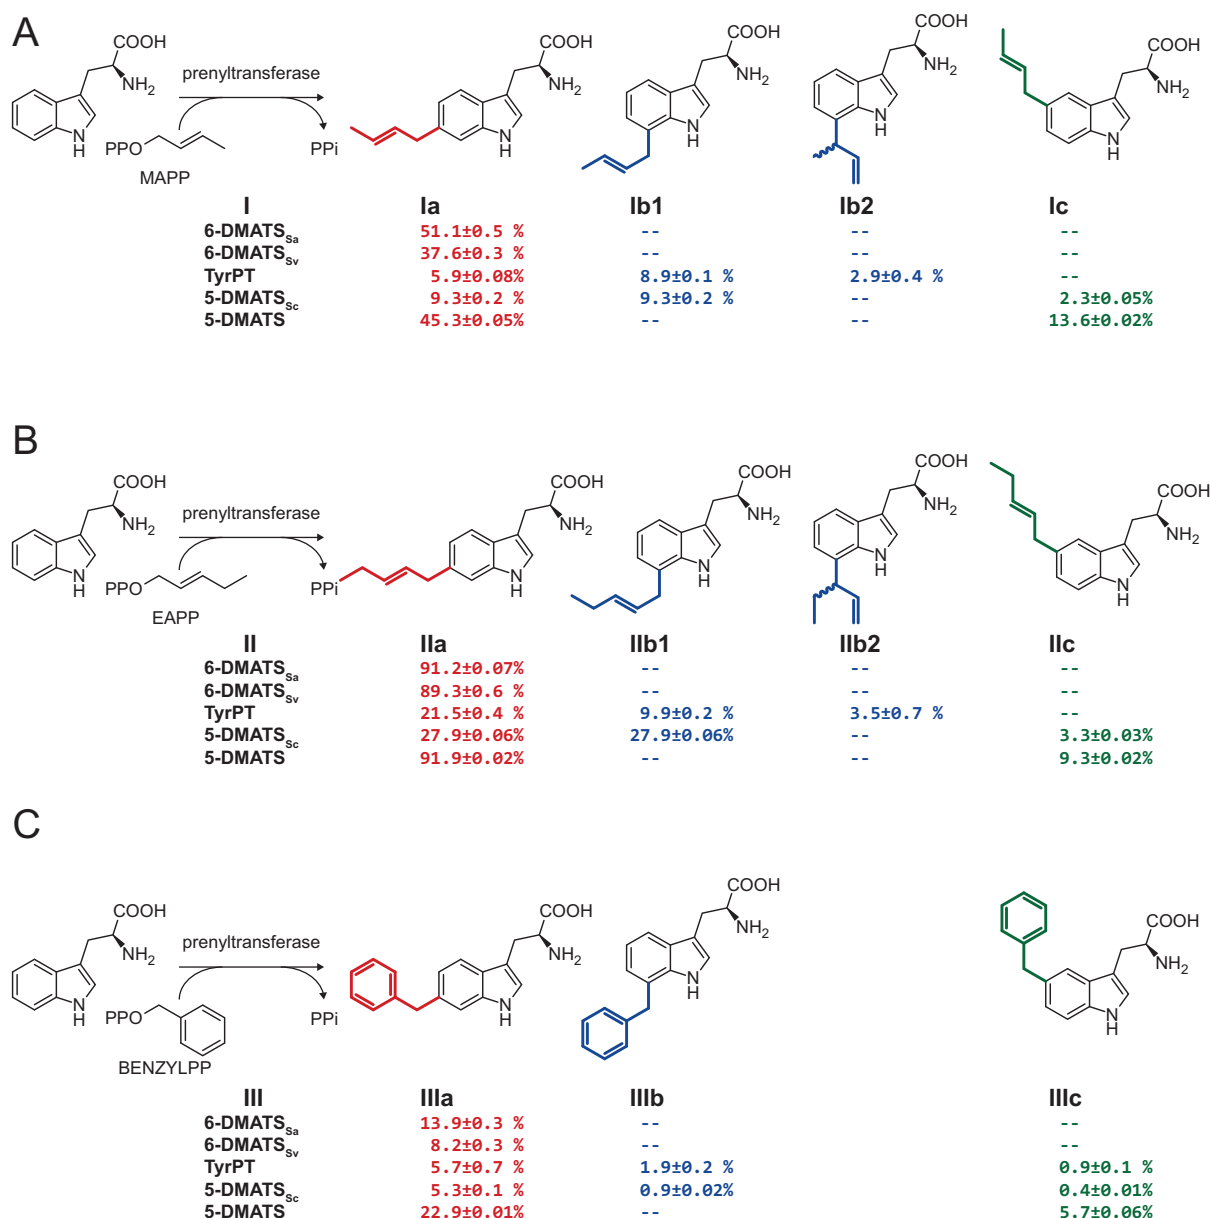 A
COOH
NH2
N
H
prenyltransferase
PPO
MAPP
PPi
COOH
NH2
N
H
COOH
NH2
N
H
COOH
NH2
N
H
COOH
NH2
N
H
I Ia Ib1 Ib2 Ic
6-DMATSSa 51.1±0.5 % -- -- --
6-DMATSSv 37.6±0.3 % -- -- --
TyrPT 5.9±0.08% 8.9±0.1 % 2.9±0.4 % --
5-DMATSSc 9.3±0.2 % 9.3±0.2 % -- 2.3±0.05%
5-DMATS 45.3±0.05% -- -- 13.6±0.02%
B
COOH
NH2
N
H
prenyltransferase
PPO
EAPP
PPi
COOH
NH2
N
H
COOH
NH2
N
H
COOH
NH2
N
H
COOH
NH2
N
H
II IIa IIb1 IIb2 IIc
6-DMATSSa 91.2±0.07% -- -- --
6-DMATSSv 89.3±0.6 % -- -- --
TyrPT 21.5±0.4 % 9.9±0.2 % 3.5±0.7 % --
5-DMATSSc 27.9±0.06% 27.9±0.06% -- 3.3±0.03%
5-DMATS 91.9±0.02% -- -- 9.3±0.02%
C
COOH
NH2
N
H
prenyltransferase
PPO
BENZYLPP
PPi
COOH
NH2
N
H
COOH
NH2
N
H
COOH
NH2
N
H
III IIIa IIIb IIIc
6-DMATSSa 13.9±0.3 % -- --
6-DMATSSv 8.2±0.3 % -- --
TyrPT 5.7±0.7 % 1.9±0.2 % 0.9±0.1 %
5-DMATSSc 5.3±0.1 % 0.9±0.02% 0.4±0.01%
5-DMATS 22.9±0.01% -- 5.7±0.06%